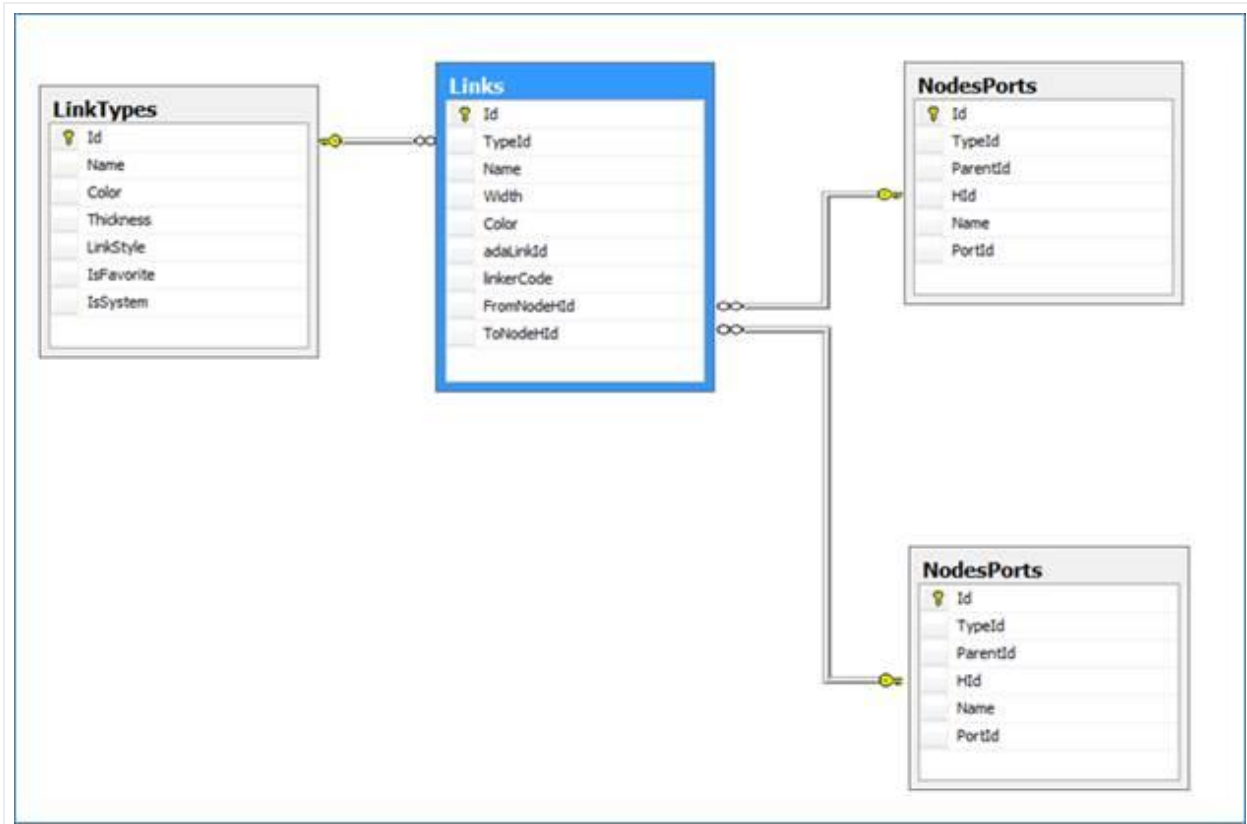 LinkTypes
Id
Name
Color
Thickness
LinkStyle
IsFavorite
IsSystem
Links
Id
TypeId
Name
Width
Color
adaLinkId
linkerCode
FromNodeHId
ToNodeHId
NodesPorts
Id
TypeId
ParentId
HId
Name
PortId
NodesPorts
Id
TypeId
ParentId
HId
Name
PortId